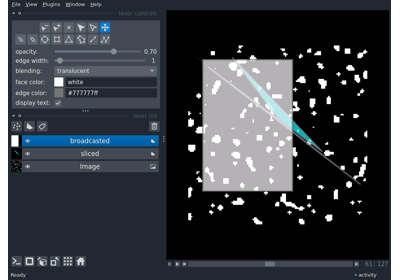 File View Plugins Window Help
layer controls
opacity: 0.70
edge width: 1
blending: translucent
face color: white
edge color: #777777ff
display text:
layer list
broadcasted
sliced
Image
63 127
Ready
activity